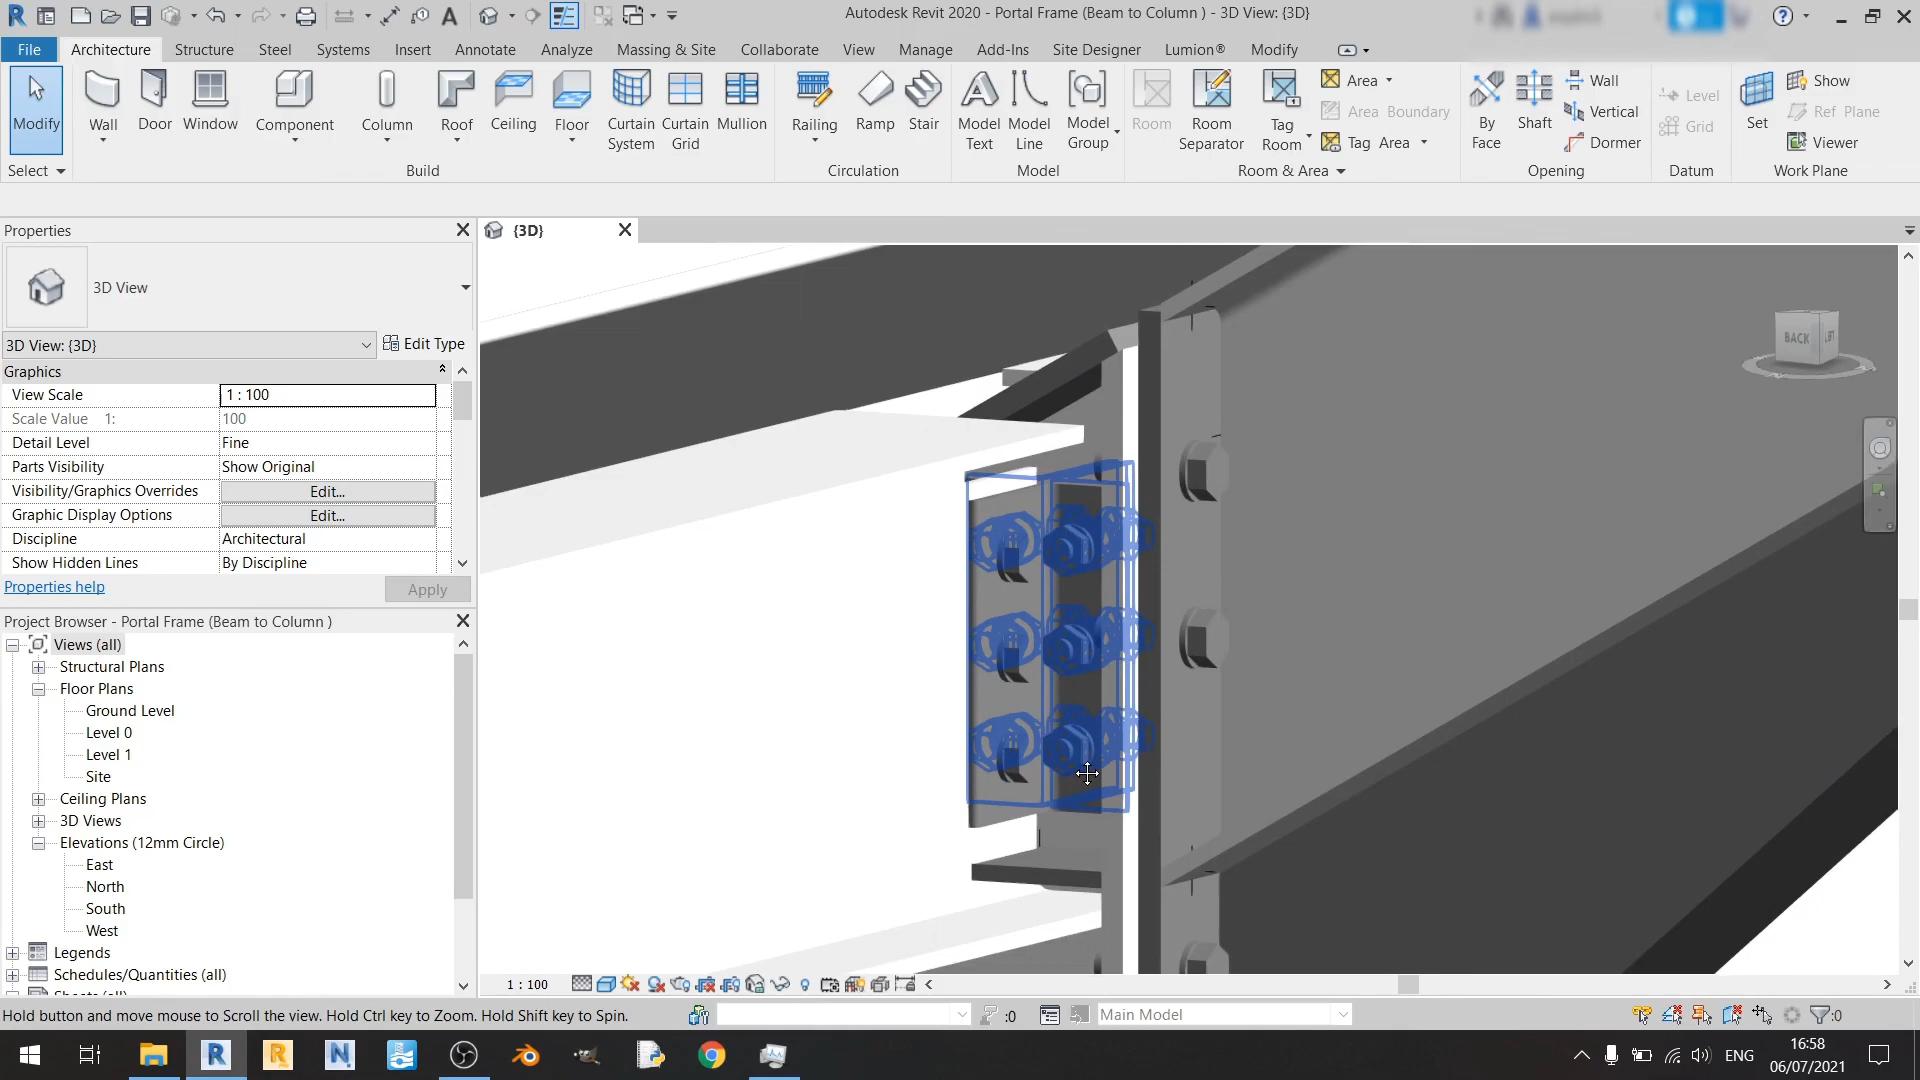 Autodesk Revit 2020 - Portal Frame (Beam to Column ) - 3D View: {3D}
File Architecture Structure Steel Systems Insert Annotate Analyze Massing & Site Collaborate View Manage Add-Ins Site Designer Lumion® Modify
Modify Wall Door Window Component Column Roof Ceiling Floor Curtain System Curtain Grid Mullion Railing Ramp Stair Model Text Model Line Model Group Room Room Separator Tag Room Area Area Boundary Tag Area By Face Shaft Wall Vertical Dormer Level Grid Set Show Ref Plane Viewer
Select Build Circulation Model Room & Area Opening Datum Work Plane
Properties
{3D}
3D View
3D View: {3D} Edit Type
Graphics
View Scale 1 : 100
Scale Value 1: 100
Detail Level Fine
Parts Visibility Show Original
Visibility/Graphics Overrides Edit...
Graphic Display Options Edit...
Discipline Architectural
Show Hidden Lines By Discipline
Properties help Apply
Project Browser - Portal Frame (Beam to Column )
Views (all)
Structural Plans
Floor Plans
Ground Level
Level 0
Level 1
Site
Ceiling Plans
3D Views
Elevations (12mm Circle)
East
North
South
West
Legends
Schedules/Quantities (all)
BACK
1 : 100
Hold button and move mouse to Scroll the view. Hold Ctrl key to Zoom. Hold Shift key to Spin. :0 Main Model :0
ENG
16:58
06/07/2021